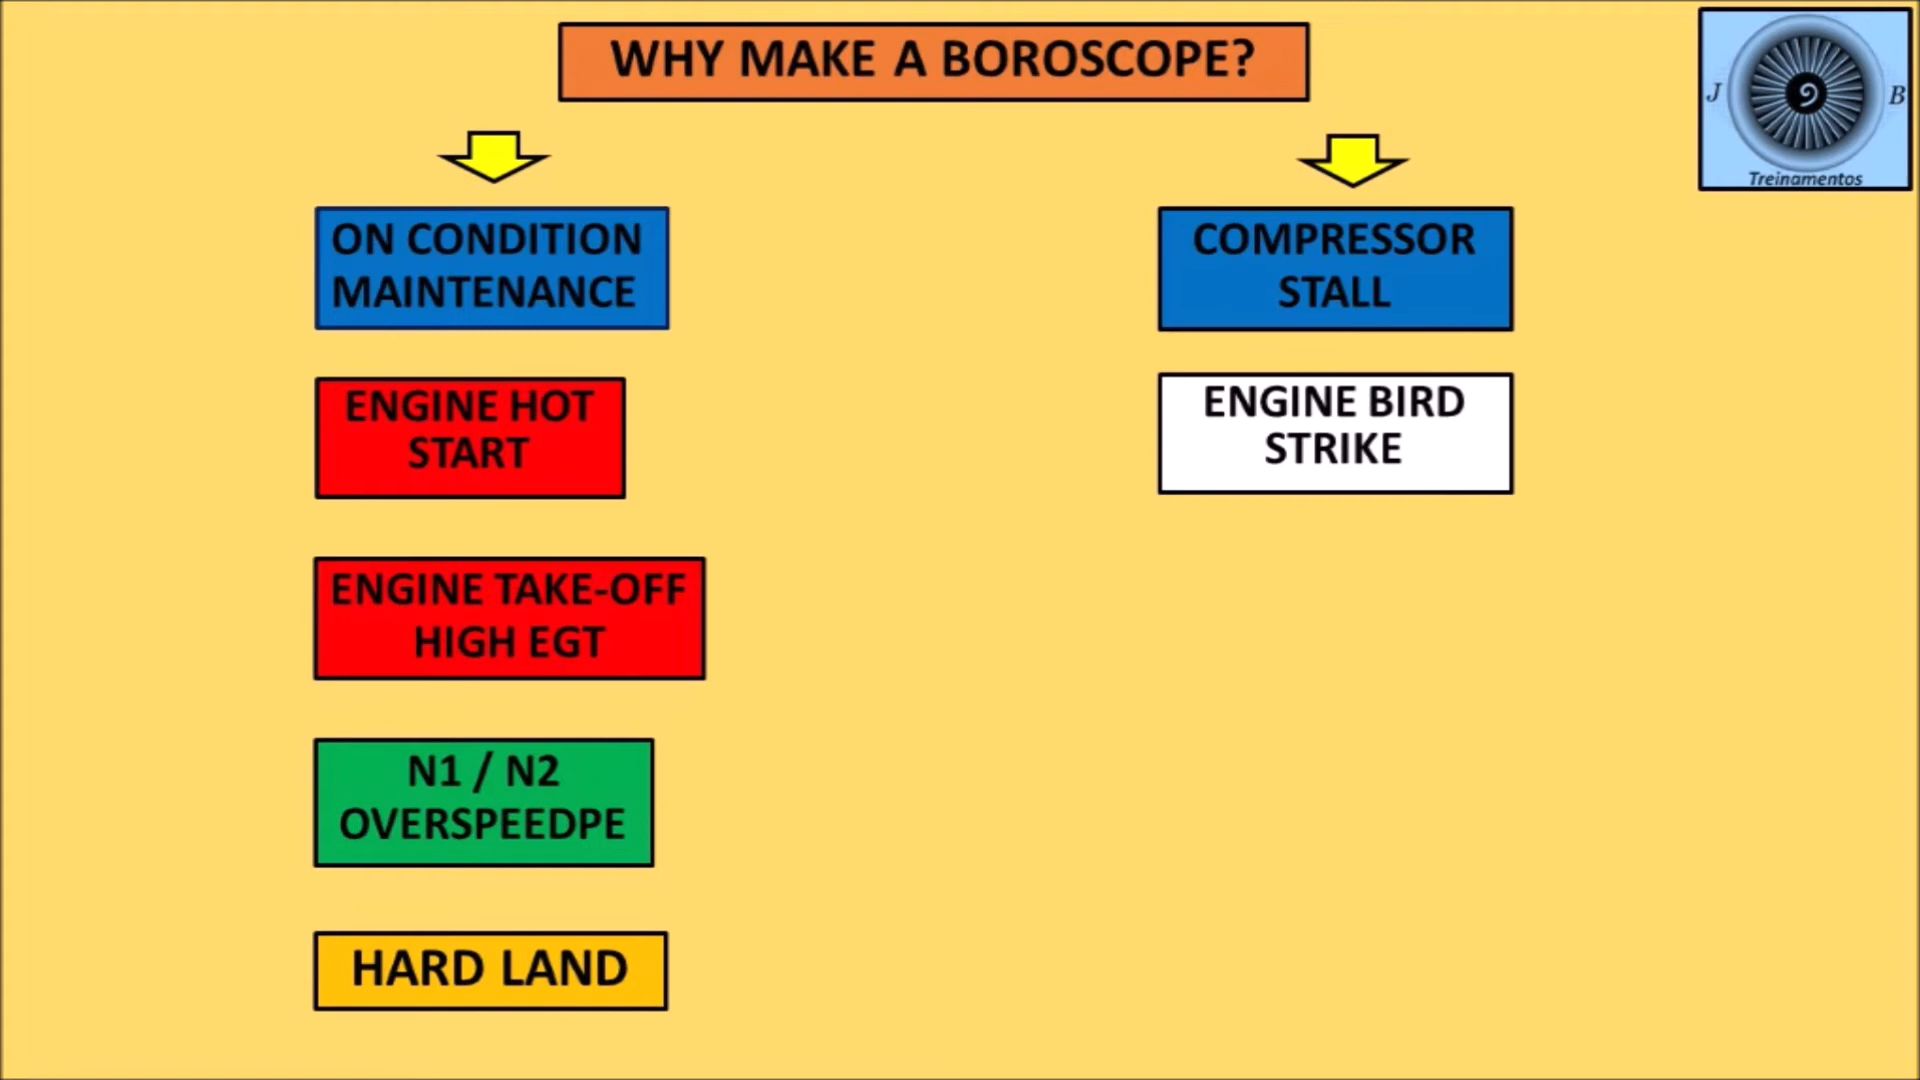 WHY MAKE A BOROSCOPE?
J
B
Treinamentos
ON CONDITION
MAINTENANCE
ENGINE HOT
START
ENGINE TAKE-OFF
HIGH EGT
N1 / N2
OVERSPEEDPE
HARD LAND
COMPRESSOR
STALL
ENGINE BIRD
STRIKE